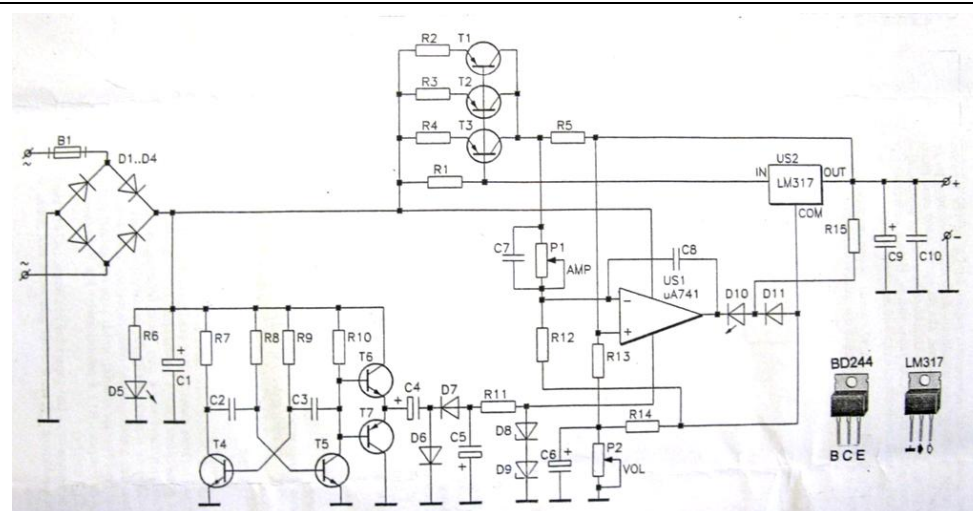 R2 T1
R3 T2
R4 T3
R5
B1
D1..D4
R1
IN US2 OUT
LM317
COM
~
+
-
R15
C7
P1
AMP
C8
US1
uA741
-
+
D10 D11
C9
C10
R12
R13
R6
+
C1
R7
R8
R9
R10
T6
T7
D5
C2
C3
T4
T5
+ C4
D7
R11
D6
C5
+
D8
D9
C6
+
R14
P2
VOL
~
BD244
LM317
B C E